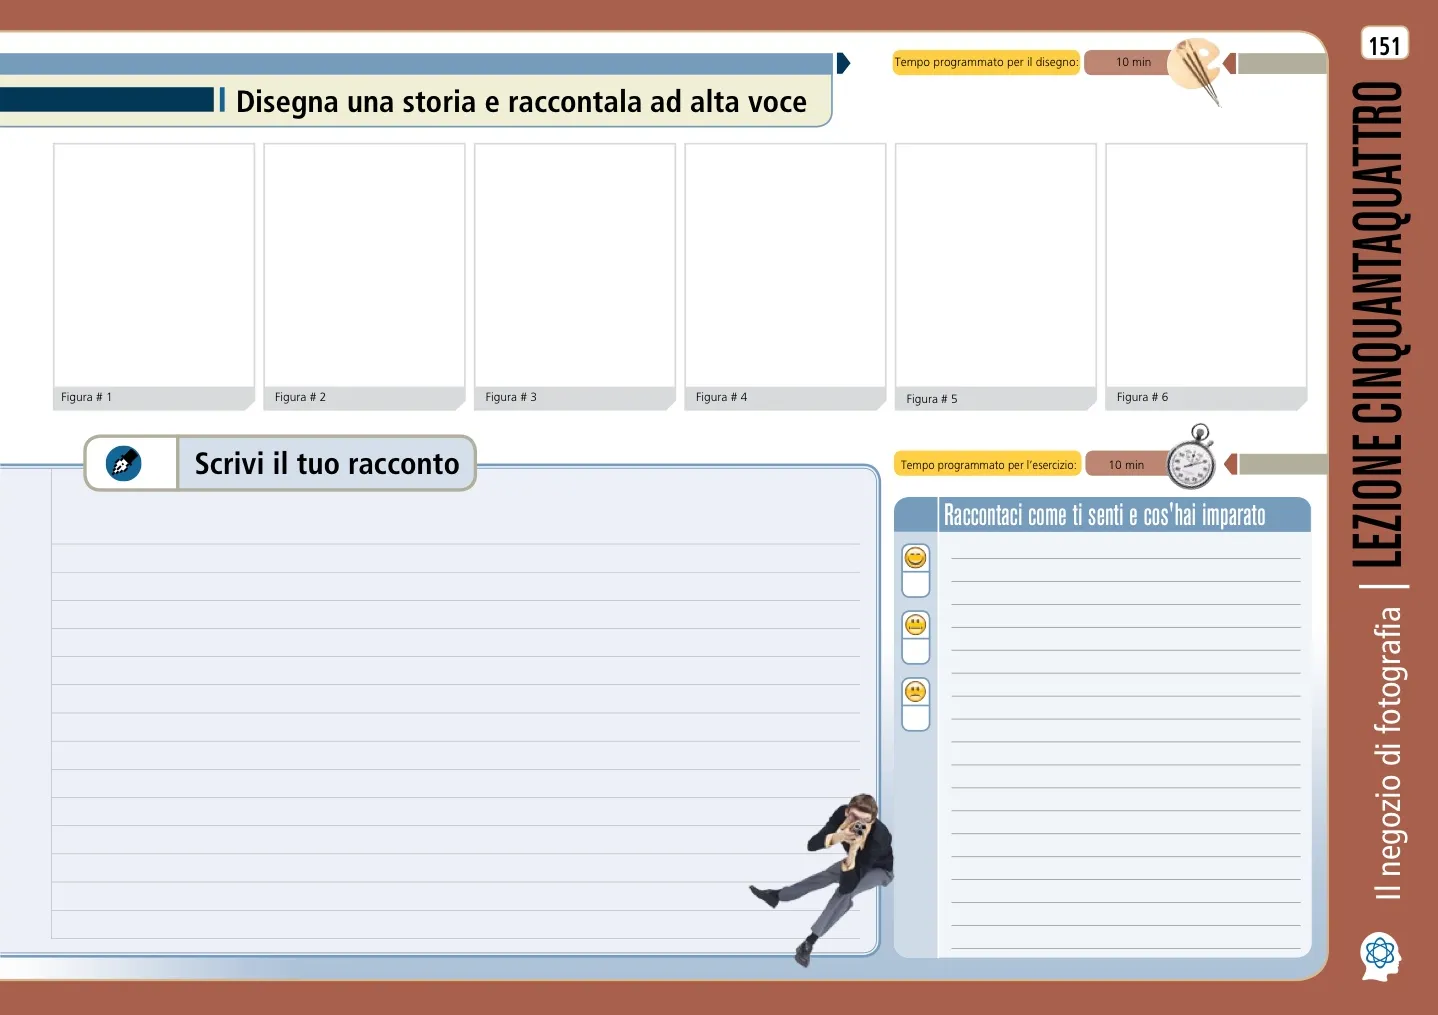 151
Tempo programmato per il disegno:
10 min
Disegna una storia e raccontala ad alta voce
Figura # 1
Figura # 2
Figura # 3
Figura # 4
Figura # 5
Figura # 6
Scrivi il tuo racconto
Tempo programmato per l'esercizio:
10 min
Raccontaci come ti senti e cos'hai imparato
Il negozio di fotografia | LEZIONE CINQUANTAQUATTRO